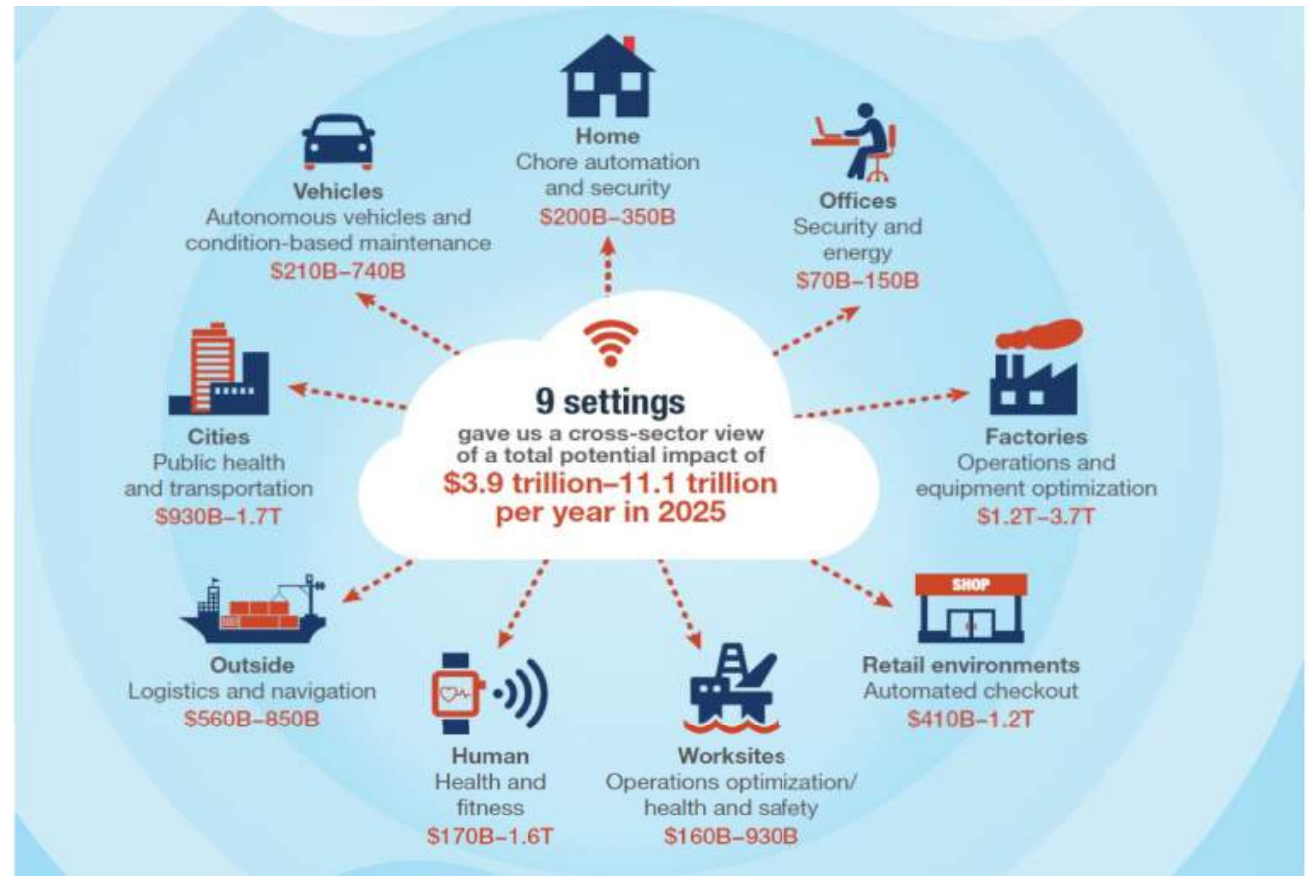 Home
Chore automation
and security
$200B–350B
Offices
Security and
energy
$70B–150B
Vehicles
Autonomous vehicles and
condition-based maintenance
$210B–740B
9 settings
gave us a cross-sector view
of a total potential impact of
$3.9 trillion–11.1 trillion
per year in 2025
Cities
Public health
and transportation
$930B–1.7T
Factories
Operations and
equipment optimization
$1.2T–3.7T
Outside
Logistics and navigation
$560B–850B
SHOP
Retail environments
Automated checkout
$410B–1.2T
Human
Health and
fitness
$170B–1.6T
Worksites
Operations optimization/
health and safety
$160B–930B